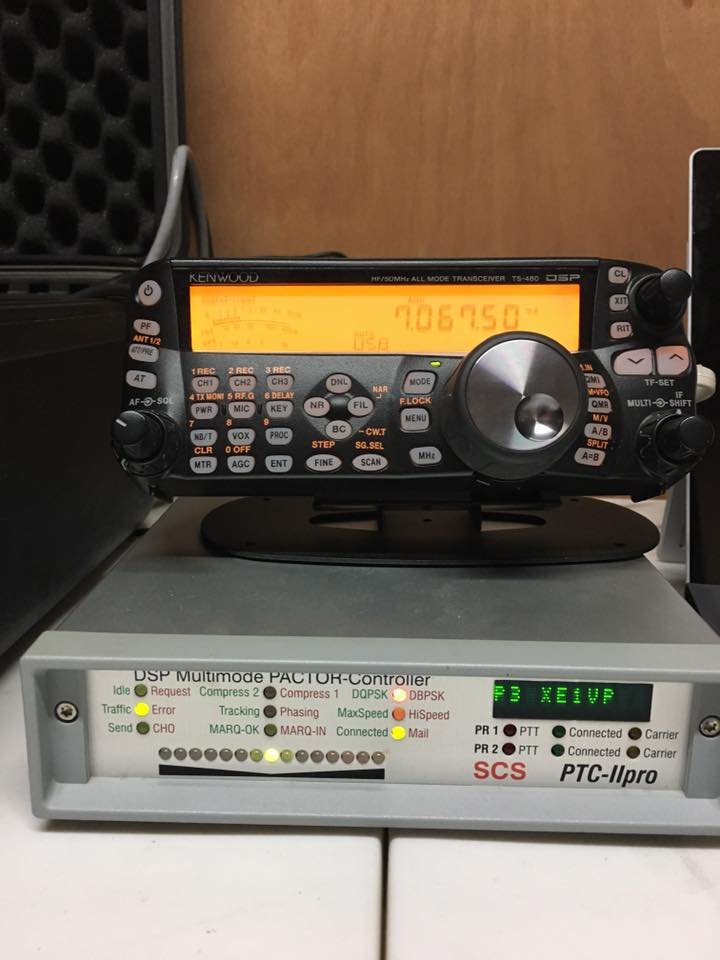 KENWOOD HF/50MHz ALL MODE TRANSCEIVER TS-480 DSP
7.067.50
AUTO
USB
CL
XIT
RIT
PF
ANT 1/2
ATT/PRE
AT
AF SQL
1 REC 2 REC 3 REC
CH1 CH2 CH3
4 TX MONI 5 RF.G 6 DELAY
PWR MIC KEY
7 8 9
NB/T VOX PROC
CLR 0 OFF
MTR AGC ENT
DNL
NAR
NR FIL
BC
CW.T
STEP SG.SEL
FINE SCAN
MODE
F.LOCK
MENU
MHz
M.IN
QMI
M▸VFO
QMR
M/V
A/B
SPLIT
A=B
TF-SET
IF
MULTI SHIFT
DSP Multimode PACTOR-Controller
Idle Request Compress 2 Compress 1 DQPSK DBPSK
Traffic Error Tracking Phasing MaxSpeed HiSpeed
Send CHO MARQ-OK MARQ-IN Connected Mail
P3 XE1VP
PR 1 PTT Connected Carrier
PR 2 PTT Connected Carrier
SCS PTC-IIpro